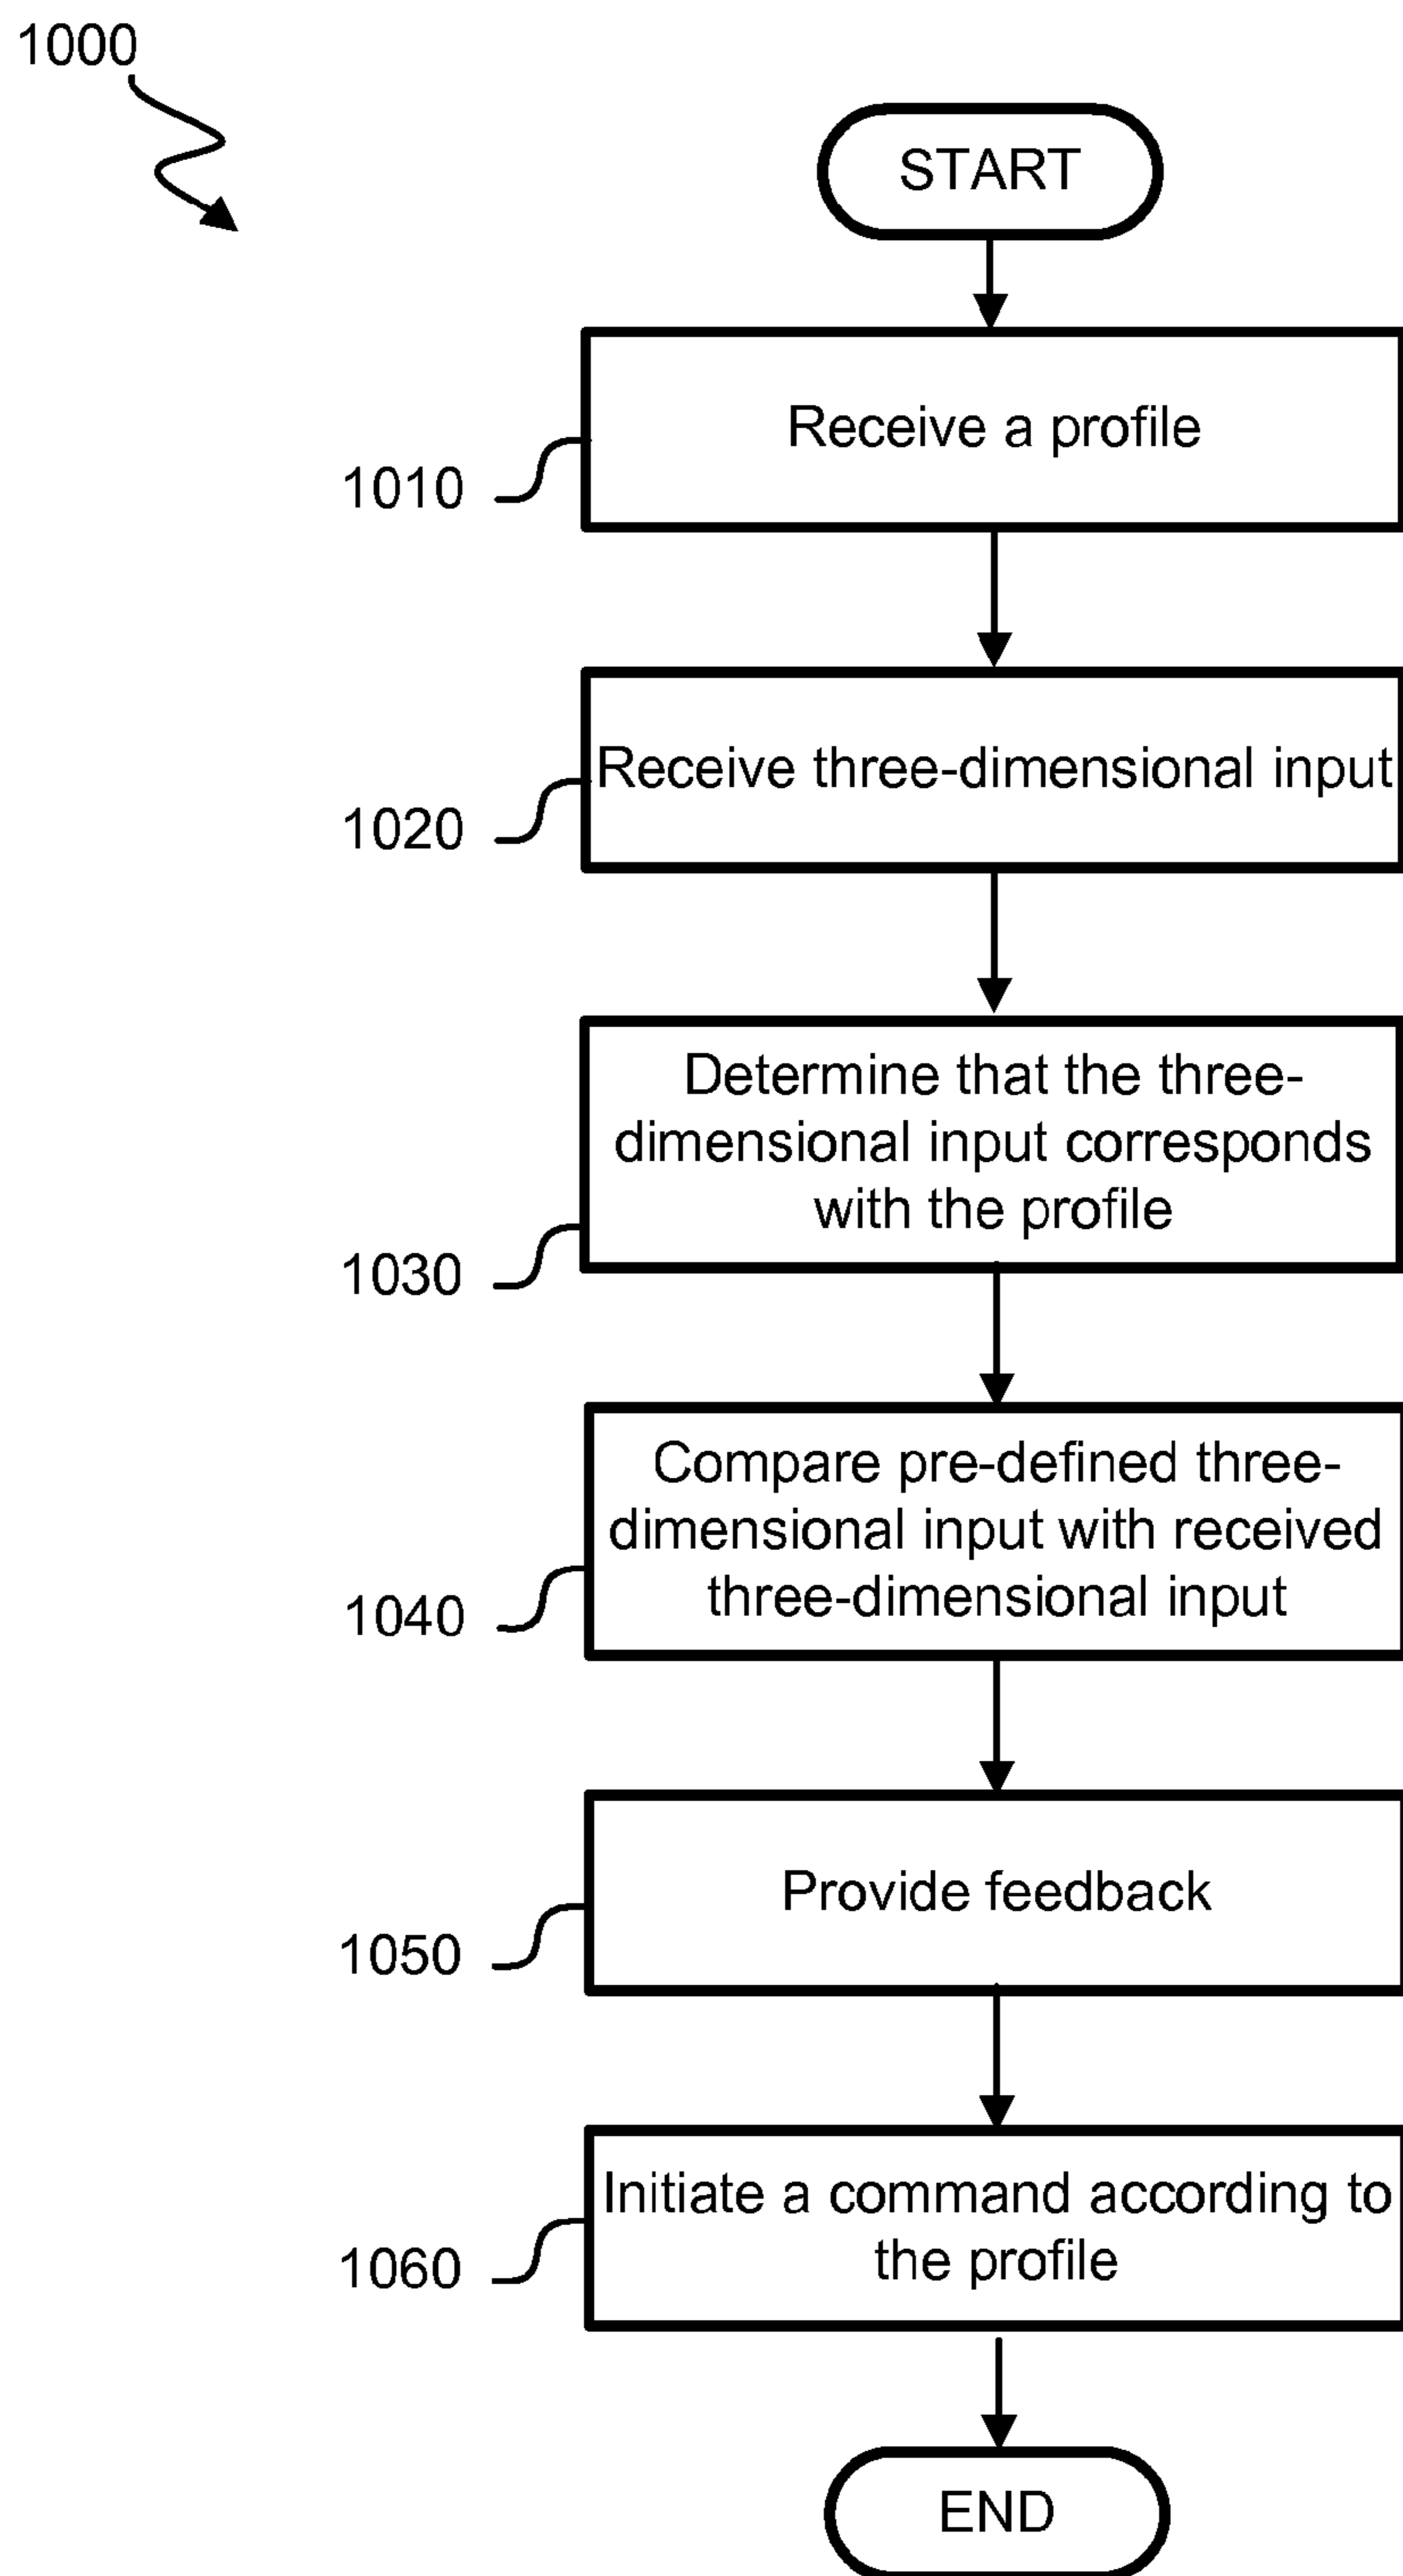 1000
START
Receive a profile
1010
Receive three-dimensional input
1020
Determine that the three-
dimensional input corresponds
with the profile
1030
Compare pre-defined three-
dimensional input with received
three-dimensional input
1040
Provide feedback
1050
Initiate a command according to
the profile
1060
END